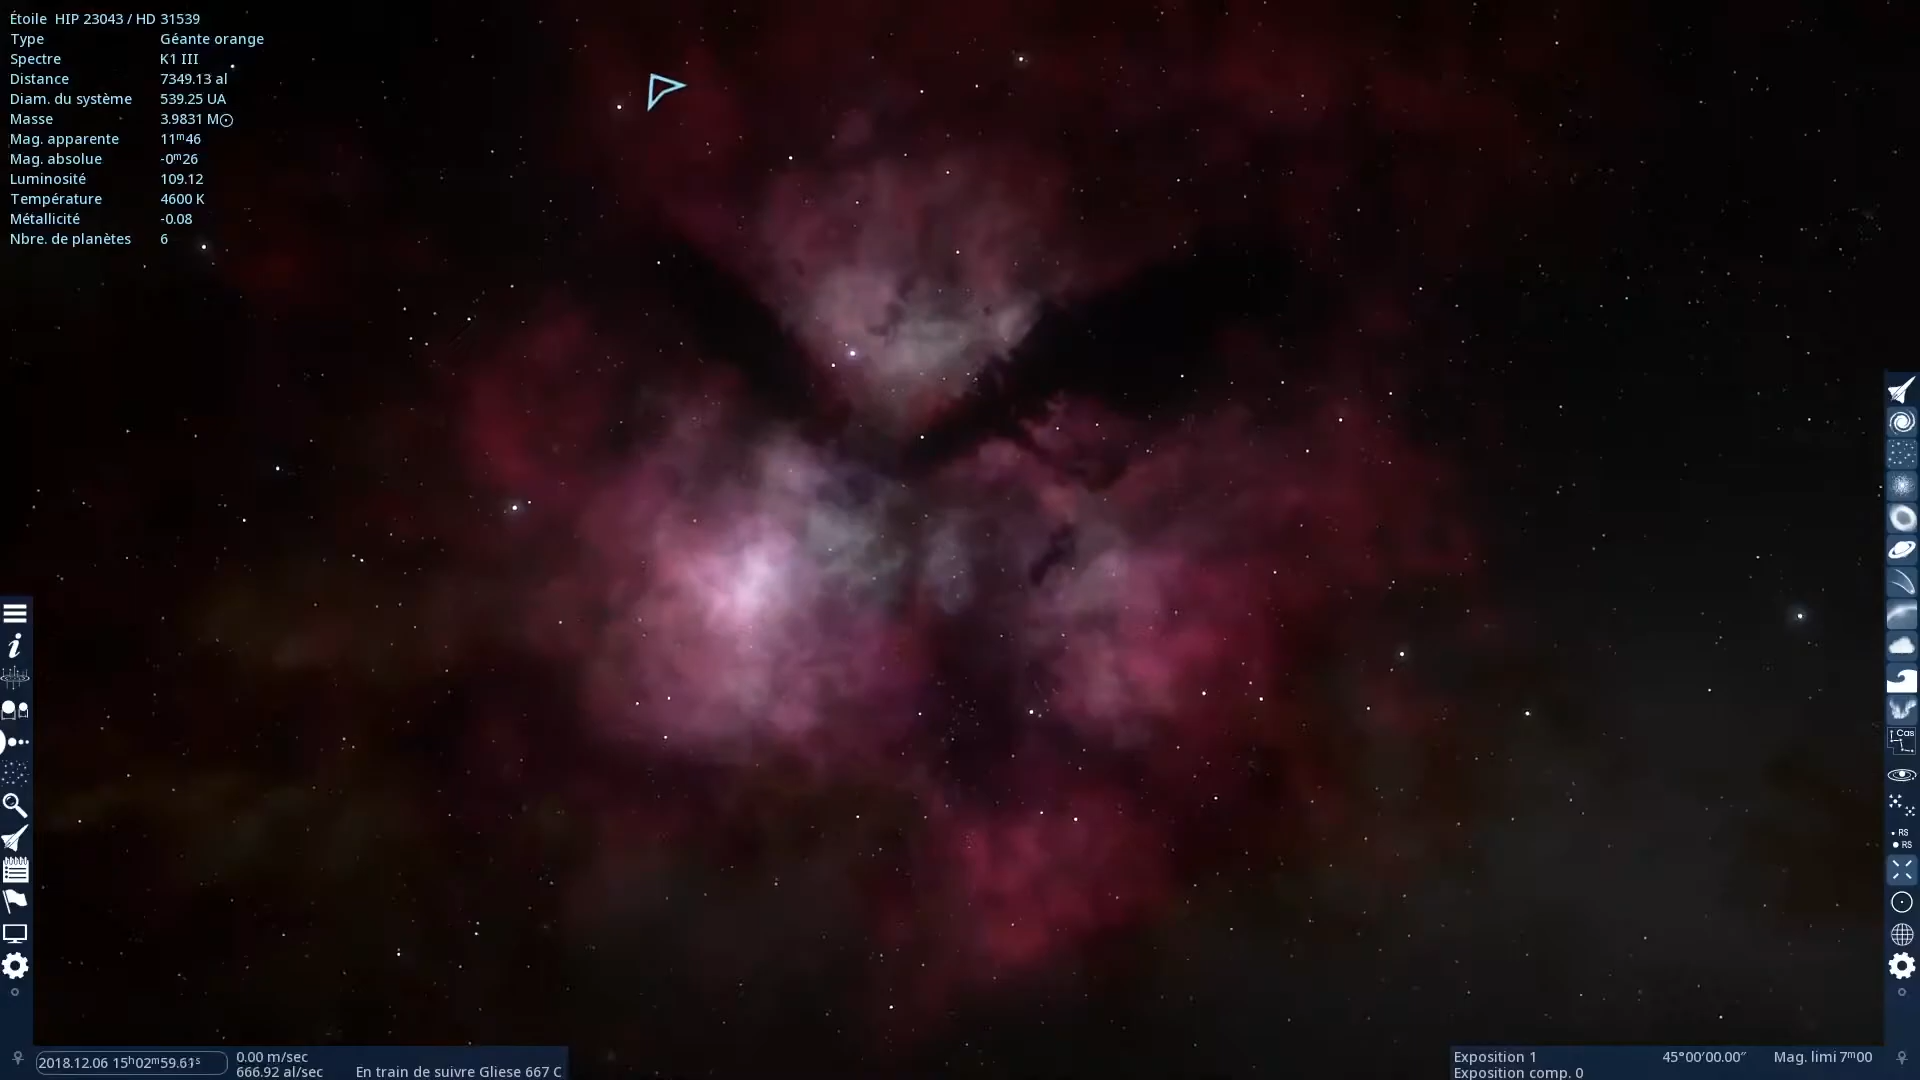 Étoile HIP 23043 / HD 31539
Type Géante orange
Spectre K1 III
Distance 7349.13 al
Diam. du système 539.25 UA
Masse 3.9831 M☉
Mag. apparente 11ᵐ46
Mag. absolue -0ᵐ26
Luminosité 109.12
Température 4600 K
Métallicité -0.08
Nbre. de planètes 6
Cas
RS
RS
2018.12.06 15ʰ02ᵐ59.61ˢ
0.00 m/sec
666.92 al/sec
En train de suivre Gliese 667 C
Exposition 1
45°00′00.00″
Mag. limi 7ᵐ00
Exposition comp. 0